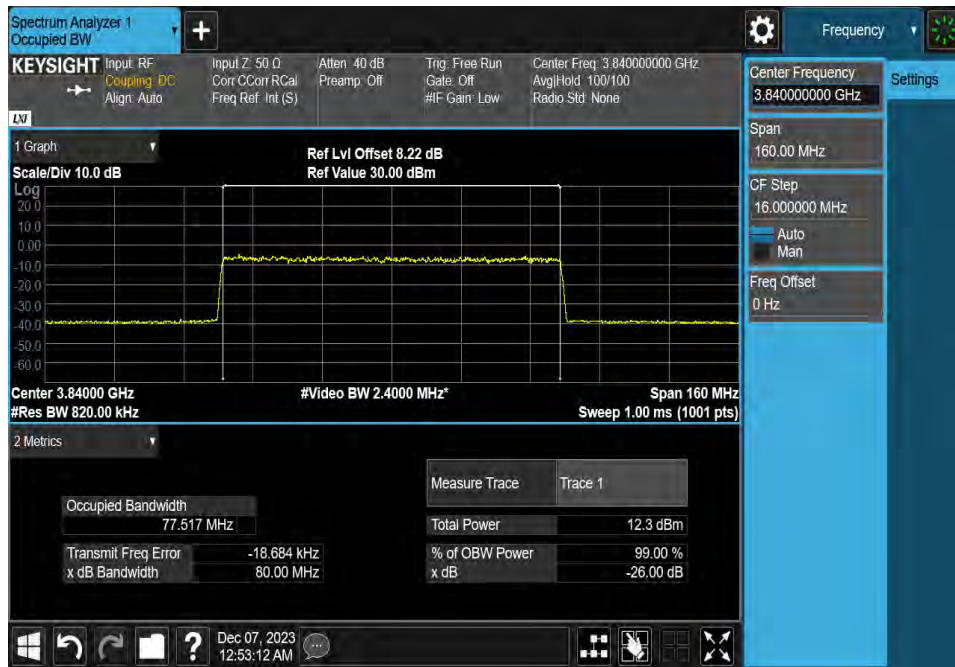 Spectrum Analyzer 1
Occupied BW
+
Frequency
KEYSIGHT
Input: RF
Coupling: DC
Align: Auto
Input Z: 50 Ω
Corr CCorr RCal
Freq Ref: Int (S)
Atten: 40 dB
Preamp: Off
Trig: Free Run
Gate: Off
#IF Gain: Low
Center Freq: 3.840000000 GHz
Avg|Hold: 100/100
Radio Std: None
LXI
Center Frequency
3.840000000 GHz
Settings
Span
160.00 MHz
CF Step
16.000000 MHz
Auto
Man
Freq Offset
0 Hz
1 Graph
Scale/Div 10.0 dB
Ref Lvl Offset 8.22 dB
Ref Value 30.00 dBm
Log
20.0
10.0
0.00
-10.0
-20.0
-30.0
-40.0
-50.0
-60.0
Center 3.84000 GHz
#Video BW 2.4000 MHz*
Span 160 MHz
#Res BW 820.00 kHz
Sweep 1.00 ms (1001 pts)
2 Metrics
Measure Trace
Trace 1
Occupied Bandwidth
77.517 MHz
Total Power
12.3 dBm
Transmit Freq Error
-18.684 kHz
% of OBW Power
99.00 %
x dB Bandwidth
80.00 MHz
x dB
-26.00 dB
?
Dec 07, 2023
12:53:12 AM